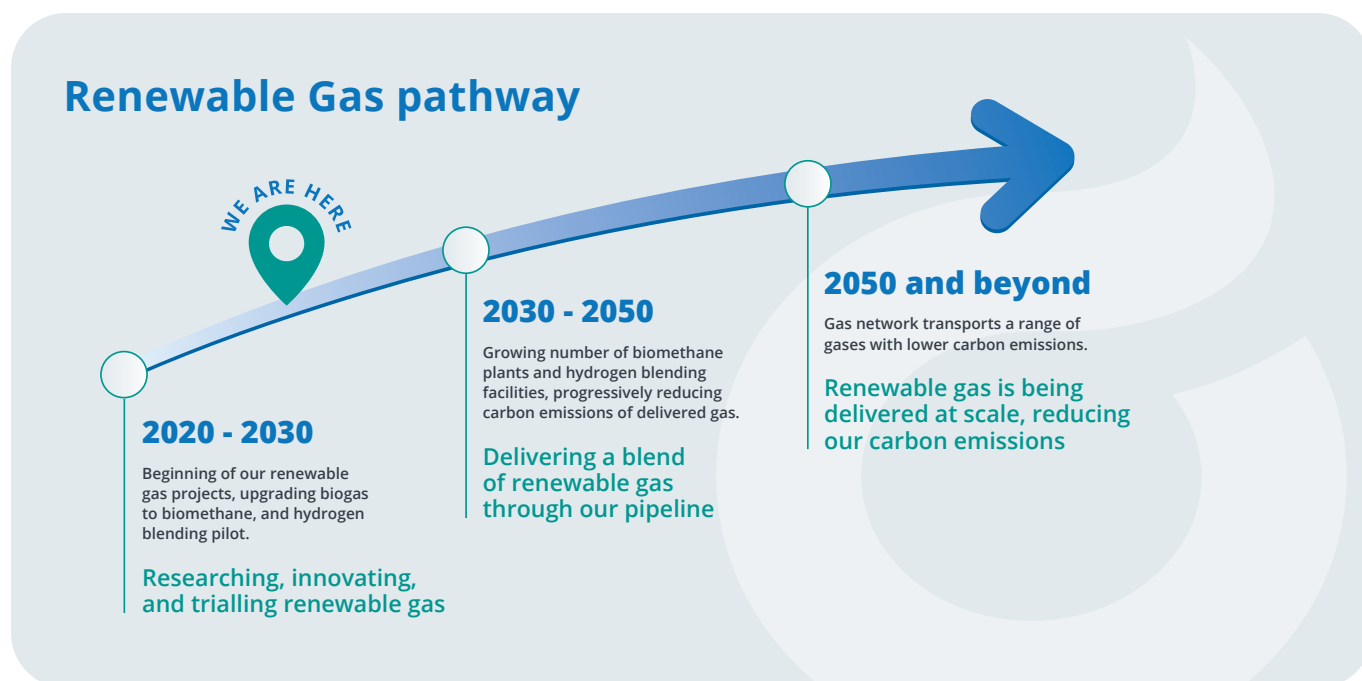 Renewable Gas pathway
WE ARE HERE
2020 - 2030
Beginning of our renewable
gas projects, upgrading biogas
to biomethane, and hydrogen
blending pilot.
Researching, innovating,
and trialling renewable gas
2030 - 2050
Growing number of biomethane
plants and hydrogen blending
facilities, progressively reducing
carbon emissions of delivered gas.
Delivering a blend
of renewable gas
through our pipeline
2050 and beyond
Gas network transports a range of
gases with lower carbon emissions.
Renewable gas is being
delivered at scale, reducing
our carbon emissions